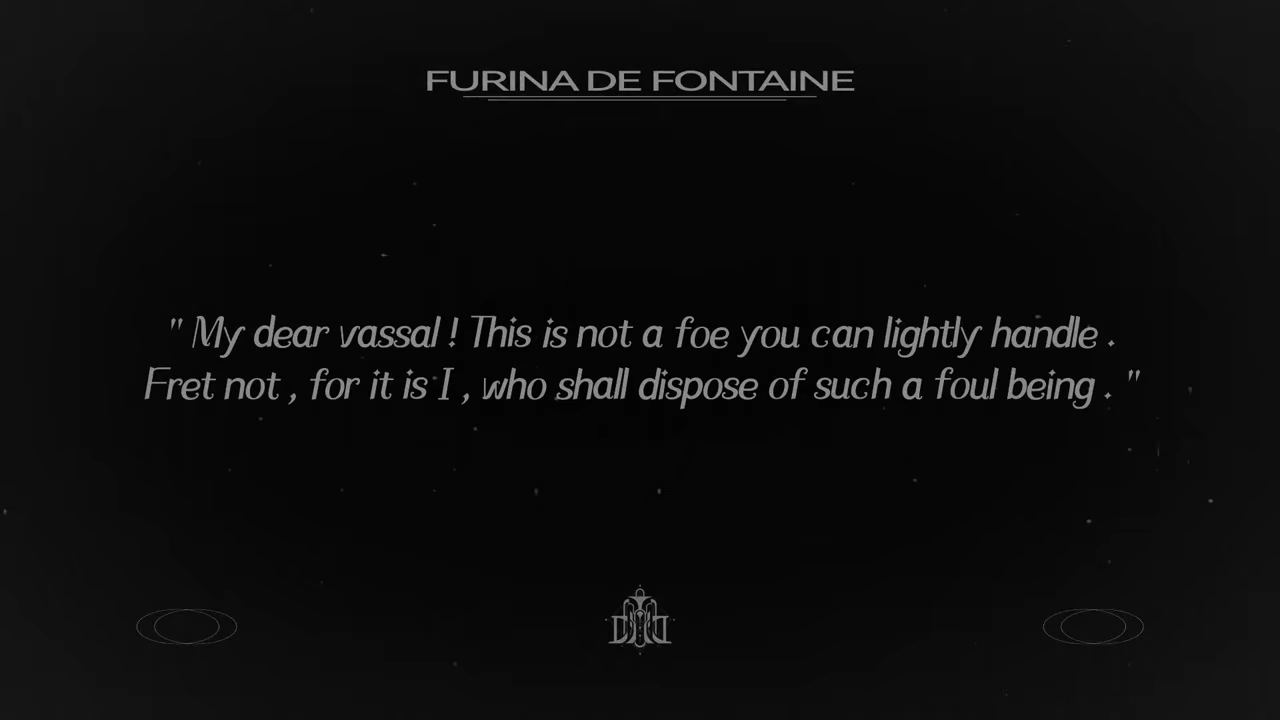 FURINA DE FONTAINE
" My dear vassal ! This is not a foe you can lightly handle .
Fret not , for it is I , who shall dispose of such a foul being . "